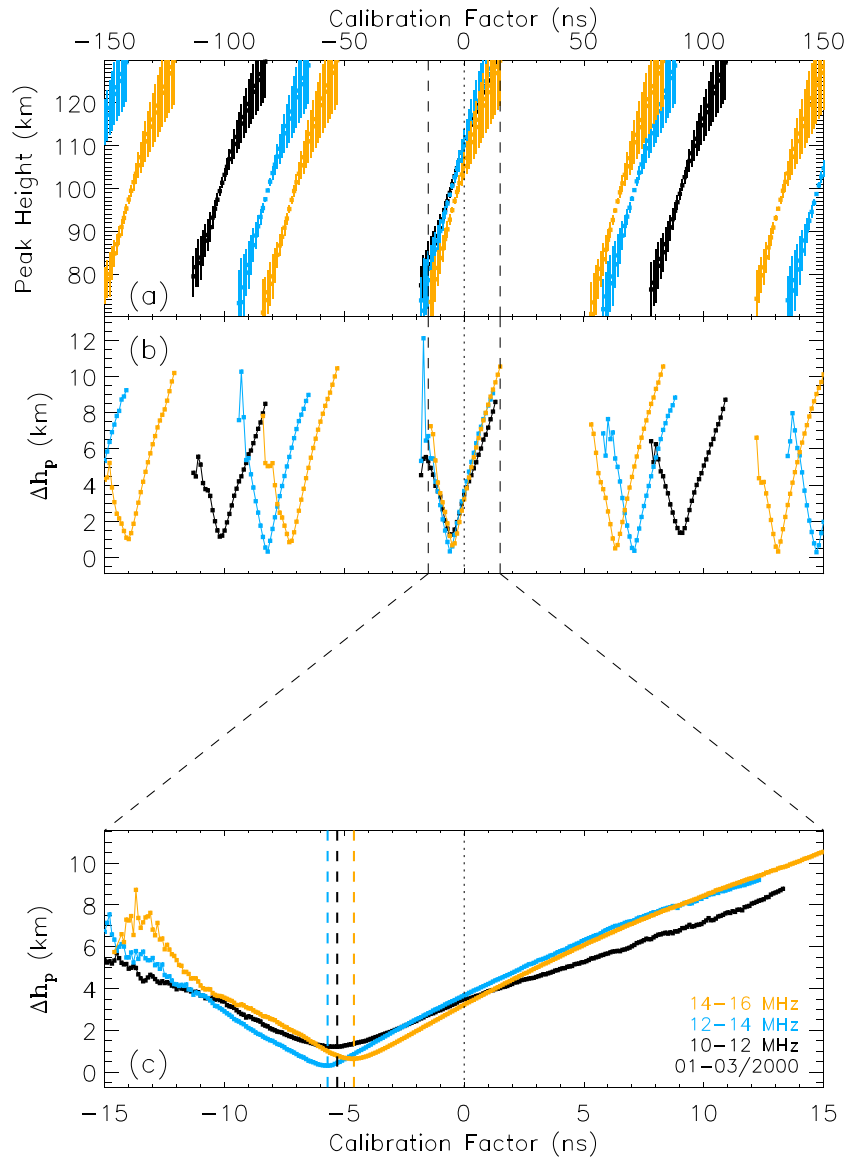 Calibration Factor (ns)
−150 −100 −50 0 50 100 150
Peak Height (km)
120
100
80
(a)
Δhp (km)
12
10
8
6
4
2
0
(b)
Δhp (km)
10
8
6
4
2
0
14−16 MHz
12−14 MHz
10−12 MHz
01−03/2000
(c)
−15 −10 −5 0 5 10 15
Calibration Factor (ns)